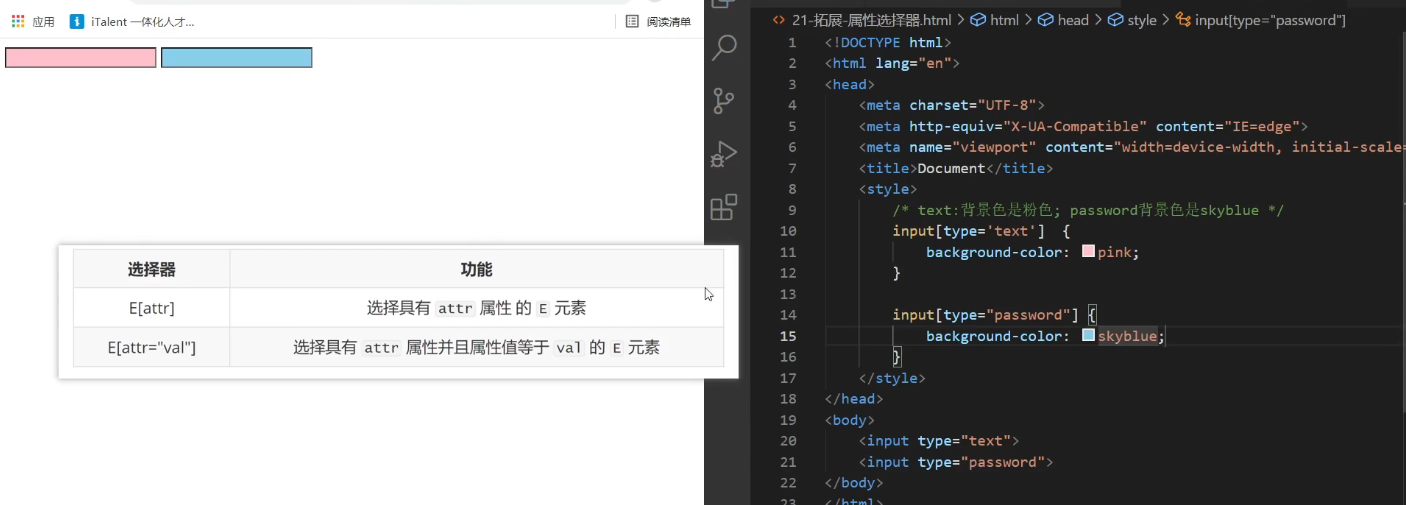 应用 iTalent 一体化人才... 阅读清单
选择器 功能
E[attr] 选择具有 attr 属性 的 E 元素
E[attr="val"] 选择具有 attr 属性并且属性值等于 val 的 E 元素
21-拓展-属性选择器.html > html > head > style > input[type="password"]
1 <!DOCTYPE html>
2 <html lang="en">
3 <head>
4 <meta charset="UTF-8">
5 <meta http-equiv="X-UA-Compatible" content="IE=edge">
6 <meta name="viewport" content="width=device-width, initial-scale=
7 <title>Document</title>
8 <style>
9 /* text:背景色是粉色; password背景色是skyblue */
10 input[type='text']  {
11 background-color: pink;
12 }
13
14 input[type="password"] {
15 background-color: skyblue;
16 }
17 </style>
18 </head>
19 <body>
20 <input type="text">
21 <input type="password">
22 </body>
23 </html>